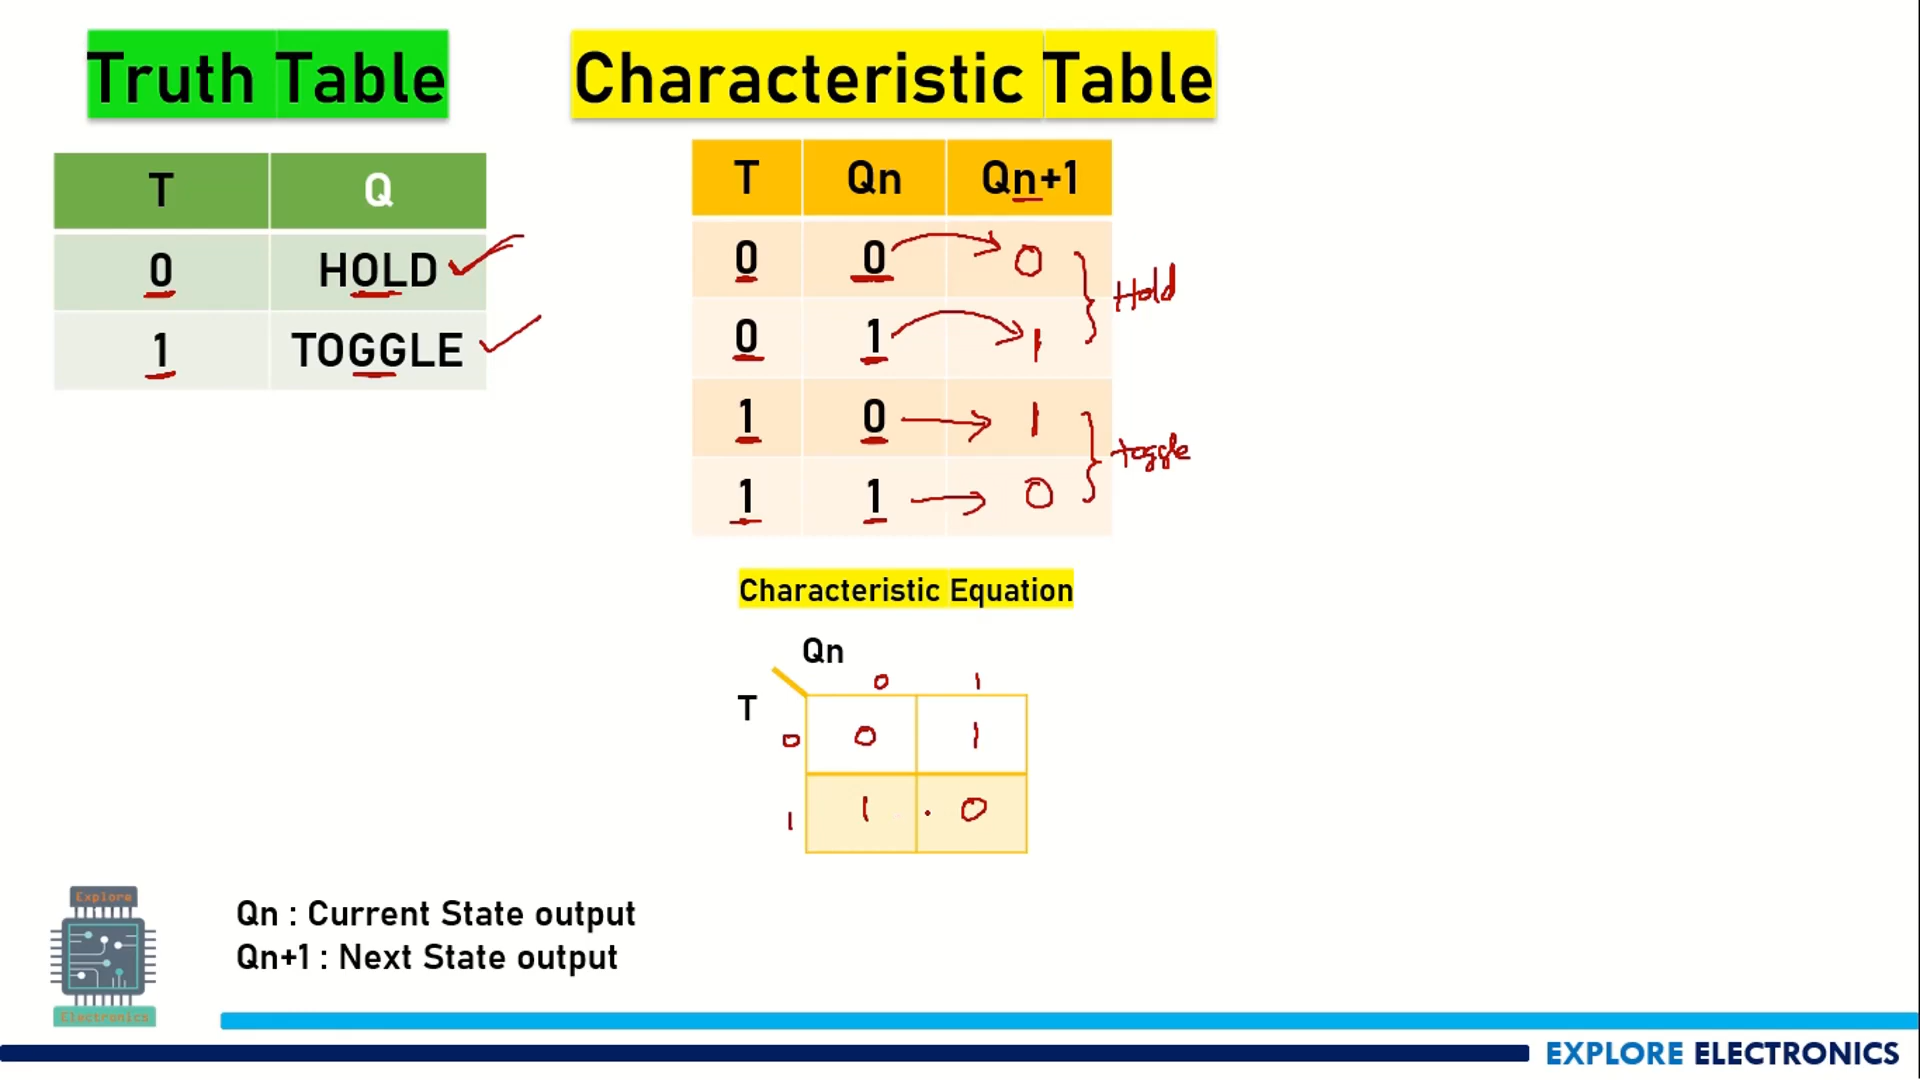 Truth Table
T Q
0 HOLD
1 TOGGLE
Characteristic Table
T Qn Qn+1
0 0 0
0 1 1
Hold
1 0 1
1 1 0
toggle
Characteristic Equation
Qn
T
0 1
0 0 1
1 1 0
Explore
Electronics
Qn : Current State output
Qn+1 : Next State output
EXPLORE ELECTRONICS